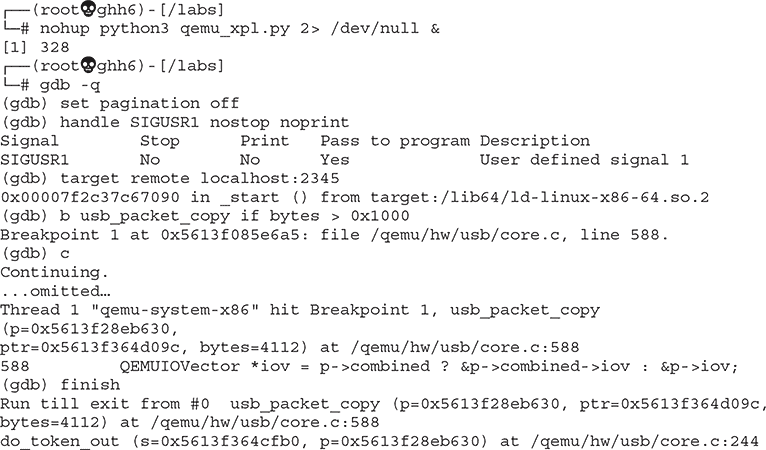 ┌──(root💀ghh6)-[/labs]
└─# nohup python3 qemu_xpl.py 2> /dev/null &
[1] 328
┌──(root💀ghh6)-[/labs]
└─# gdb -q
(gdb) set pagination off
(gdb) handle SIGUSR1 nostop noprint
Signal        Stop      Print   Pass to program Description
SIGUSR1       No        No      Yes             User defined signal 1
(gdb) target remote localhost:2345
0x00007f2c37c67090 in _start () from target:/lib64/ld-linux-x86-64.so.2
(gdb) b usb_packet_copy if bytes > 0x1000
Breakpoint 1 at 0x5613f085e6a5: file /qemu/hw/usb/core.c, line 588.
(gdb) c
Continuing.
...omitted…
Thread 1 "qemu-system-x86" hit Breakpoint 1, usb_packet_copy
(p=0x5613f28eb630,
ptr=0x5613f364d09c, bytes=4112) at /qemu/hw/usb/core.c:588
588         QEMUIOVector *iov = p->combined ? &p->combined->iov : &p->iov;
(gdb) finish
Run till exit from #0  usb_packet_copy (p=0x5613f28eb630, ptr=0x5613f364d09c,
bytes=4112) at /qemu/hw/usb/core.c:588
do_token_out (s=0x5613f364cfb0, p=0x5613f28eb630) at /qemu/hw/usb/core.c:244